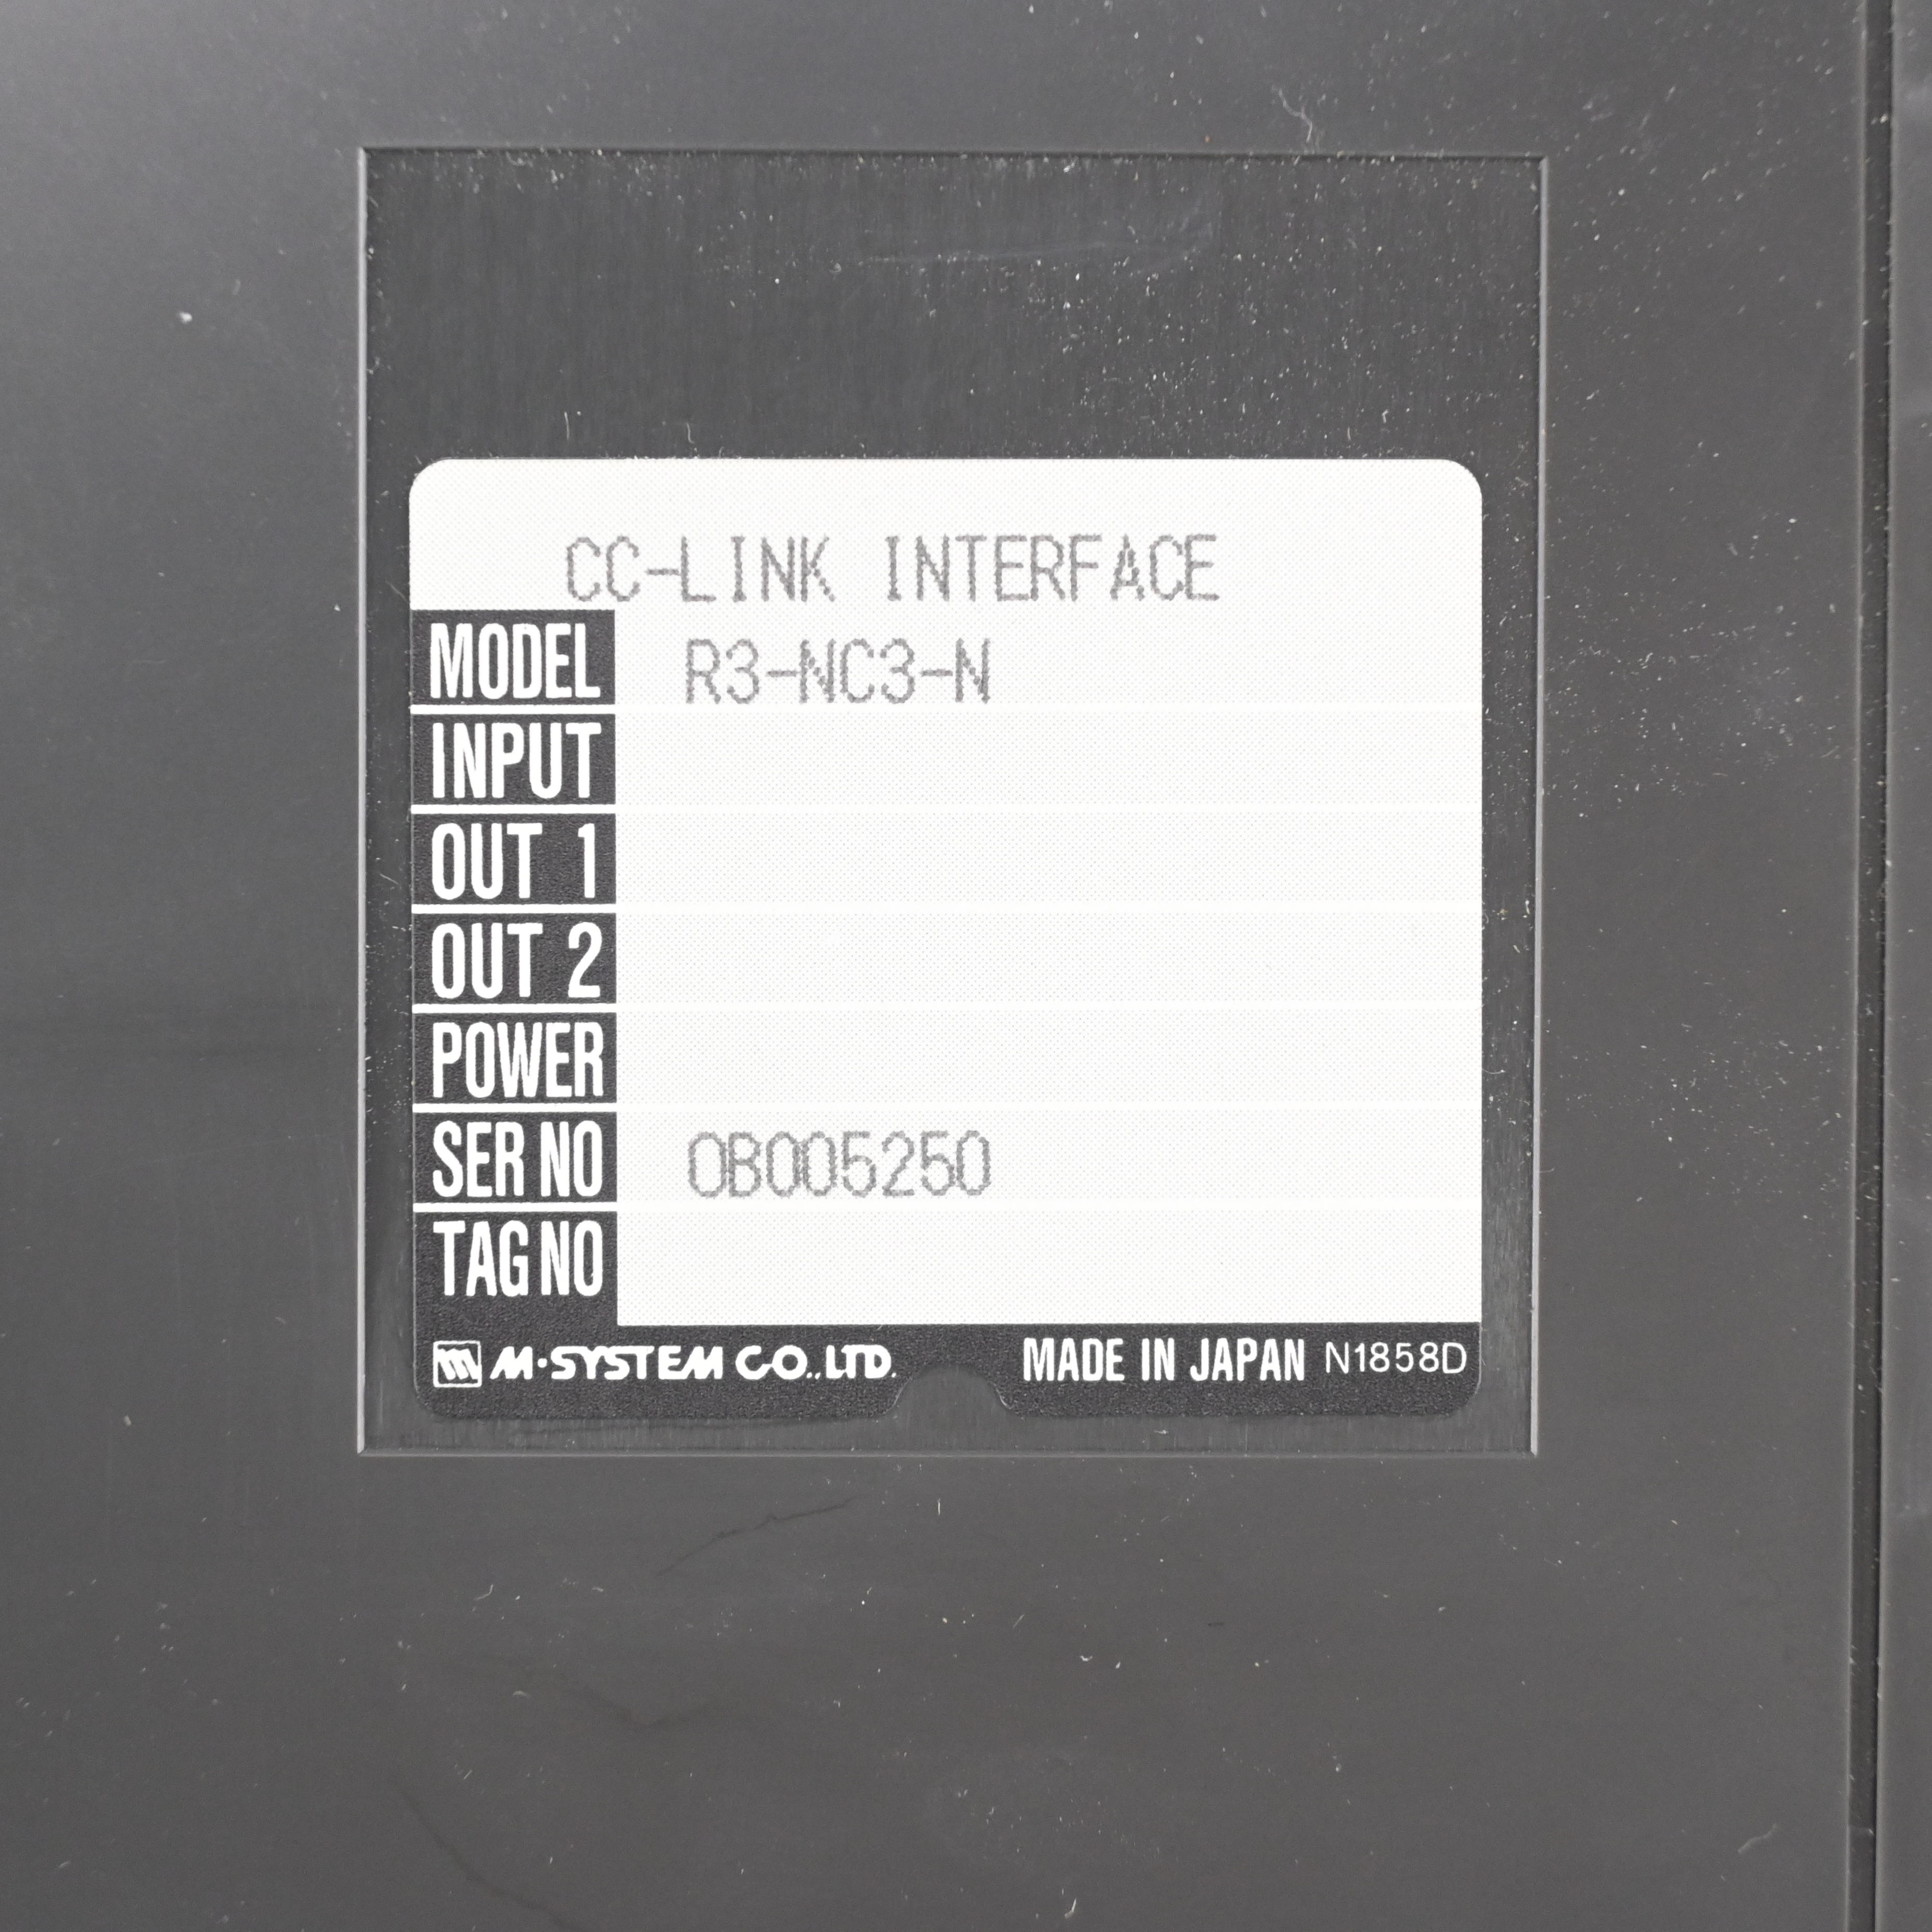 CC-LINK INTERFACE
MODEL R3-NC3-N
INPUT
OUT 1
OUT 2
POWER
SER NO 0B005250
TAG NO
M·SYSTEM CO.,LTD. MADE IN JAPAN N1858D